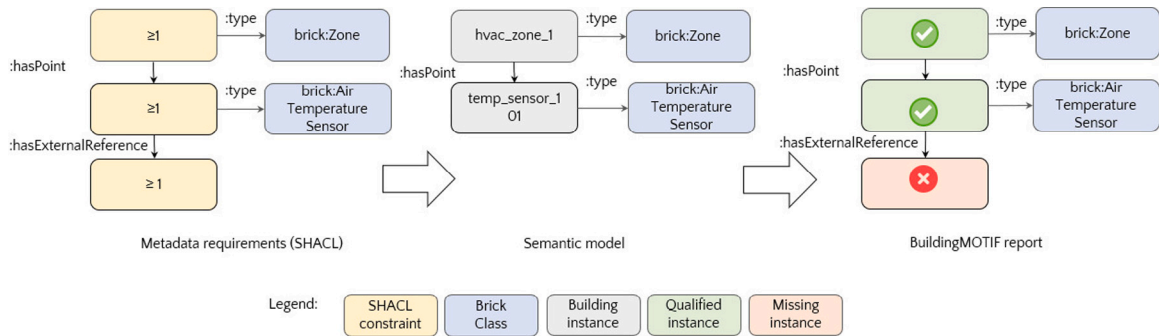 :type
≥1
brick:Zone
:hasPoint
:type
≥1
brick:Air
Temperature
Sensor
:hasExternalReference
≥ 1
Metadata requirements (SHACL)
:type
hvac_zone_1
brick:Zone
:hasPoint
:type
temp_sensor_1
01
brick:Air
Temperature
Sensor
Semantic model
:type
brick:Zone
:hasPoint
:type
brick:Air
Temperature
Sensor
:hasExternalReference
BuildingMOTIF report
Legend:
SHACL
constraint
Brick
Class
Building
instance
Qualified
instance
Missing
instance